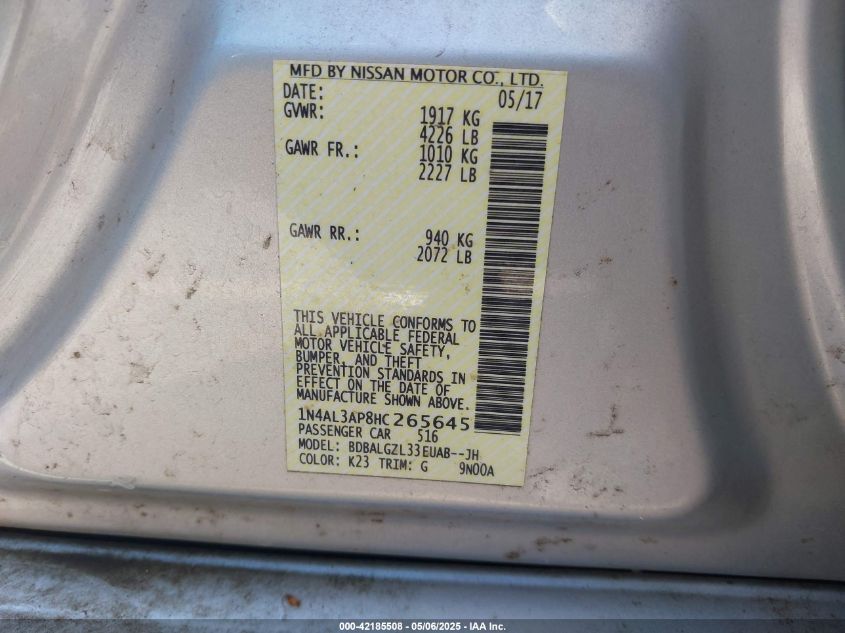 MFD BY NISSAN MOTOR CO., LTD.
DATE: 05/17
GVWR: 1917 KG
4226 LB
GAWR FR.: 1010 KG
2227 LB
GAWR RR.: 940 KG
2072 LB
THIS VEHICLE CONFORMS TO
ALL APPLICABLE FEDERAL
MOTOR VEHICLE SAFETY,
BUMPER, AND THEFT
PREVENTION STANDARDS IN
EFFECT ON THE DATE OF
MANUFACTURE SHOWN ABOVE.
1N4AL3AP8HC265645
PASSENGER CAR 516
MODEL: BDBALGZL33EUAB--JH
COLOR: K23 TRIM: G 9N00A
000-42185508 - 05/06/2025 - IAA Inc.